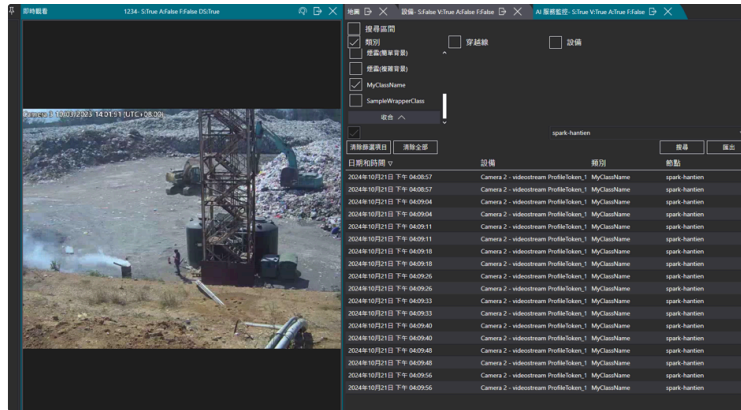 即時觀看 1234- S:True A:False F:False DS:True
地圖 設備- S:False V:True A:False F:False AI 服務監控- S:True V:True A:True F:False
搜尋區間
類別 穿越線 設備
煙霧(簡單背景)
煙霧(複雜背景)
MyClassName
SampleWrapperClass
收合
spark-hantien
清除篩選項目 清除全部 搜尋 匯出
日期和時間 設備 類別 節點
2024年10月21日 下午 04:08:57 Camera 2 - videostream ProfileToken_1 MyClassName spark-hantien
2024年10月21日 下午 04:08:57 Camera 2 - videostream ProfileToken_1 MyClassName spark-hantien
2024年10月21日 下午 04:09:04 Camera 2 - videostream ProfileToken_1 MyClassName spark-hantien
2024年10月21日 下午 04:09:04 Camera 2 - videostream ProfileToken_1 MyClassName spark-hantien
2024年10月21日 下午 04:09:11 Camera 2 - videostream ProfileToken_1 MyClassName spark-hantien
2024年10月21日 下午 04:09:11 Camera 2 - videostream ProfileToken_1 MyClassName spark-hantien
2024年10月21日 下午 04:09:18 Camera 2 - videostream ProfileToken_1 MyClassName spark-hantien
2024年10月21日 下午 04:09:18 Camera 2 - videostream ProfileToken_1 MyClassName spark-hantien
2024年10月21日 下午 04:09:26 Camera 2 - videostream ProfileToken_1 MyClassName spark-hantien
2024年10月21日 下午 04:09:26 Camera 2 - videostream ProfileToken_1 MyClassName spark-hantien
2024年10月21日 下午 04:09:33 Camera 2 - videostream ProfileToken_1 MyClassName spark-hantien
2024年10月21日 下午 04:09:33 Camera 2 - videostream ProfileToken_1 MyClassName spark-hantien
2024年10月21日 下午 04:09:40 Camera 2 - videostream ProfileToken_1 MyClassName spark-hantien
2024年10月21日 下午 04:09:40 Camera 2 - videostream ProfileToken_1 MyClassName spark-hantien
2024年10月21日 下午 04:09:48 Camera 2 - videostream ProfileToken_1 MyClassName spark-hantien
2024年10月21日 下午 04:09:48 Camera 2 - videostream ProfileToken_1 MyClassName spark-hantien
2024年10月21日 下午 04:09:56 Camera 2 - videostream ProfileToken_1 MyClassName spark-hantien
2024年10月21日 下午 04:09:56 Camera 2 - videostream ProfileToken_1 MyClassName spark-hantien
Camera 1 10/03/2023 14:01:51 (UTC+08:00)